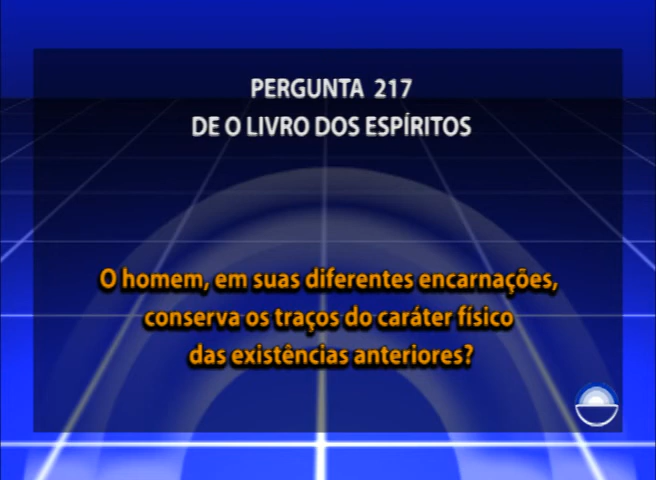 PERGUNTA 217
DE O LIVRO DOS ESPÍRITOS
O homem, em suas diferentes encarnações,
conserva os traços do caráter físico
das existências anteriores?